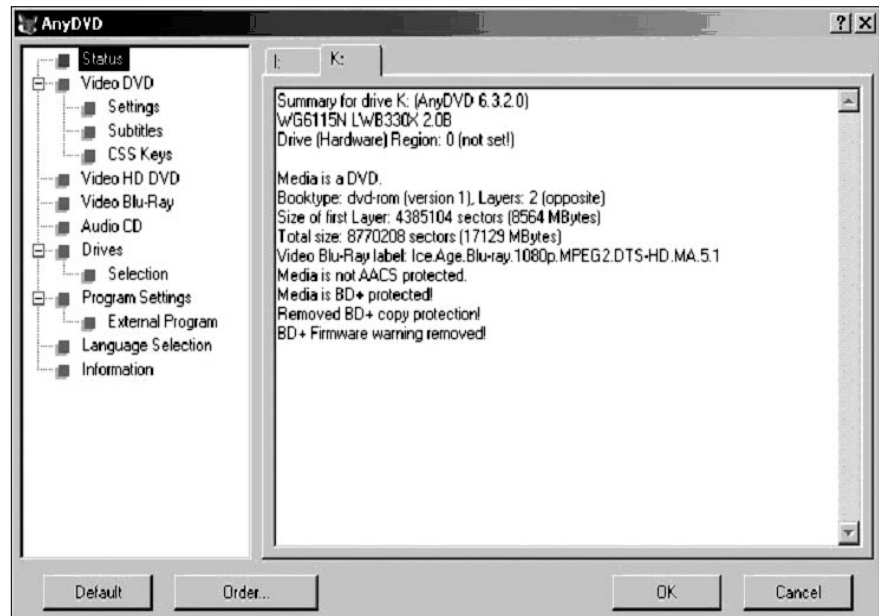 AnyDVD
Status
Video DVD
Settings
Subtitles
CSS Keys
Video HD DVD
Video Blu-Ray
Audio CD
Drives
Selection
Program Settings
External Program
Language Selection
Information
I:
K:
Summary for drive K: (AnyDVD 6.3.2.0)
WG6115N LWB330X 2.0B
Drive (Hardware) Region: 0 (not set!)
Media is a DVD.
Booktype: dvd-rom (version 1), Layers: 2 (opposite)
Size of first Layer: 4385104 sectors (8564 MBytes)
Total size: 8770208 sectors (17129 MBytes)
Video Blu-Ray label: Ice.Age.Blu-ray.1080p.MPEG2.DTS-HD.MA.5.1
Media is not AACS protected.
Media is BD+ protected!
Removed BD+ copy protection!
BD+ Firmware warning removed!
Default
Order...
OK
Cancel